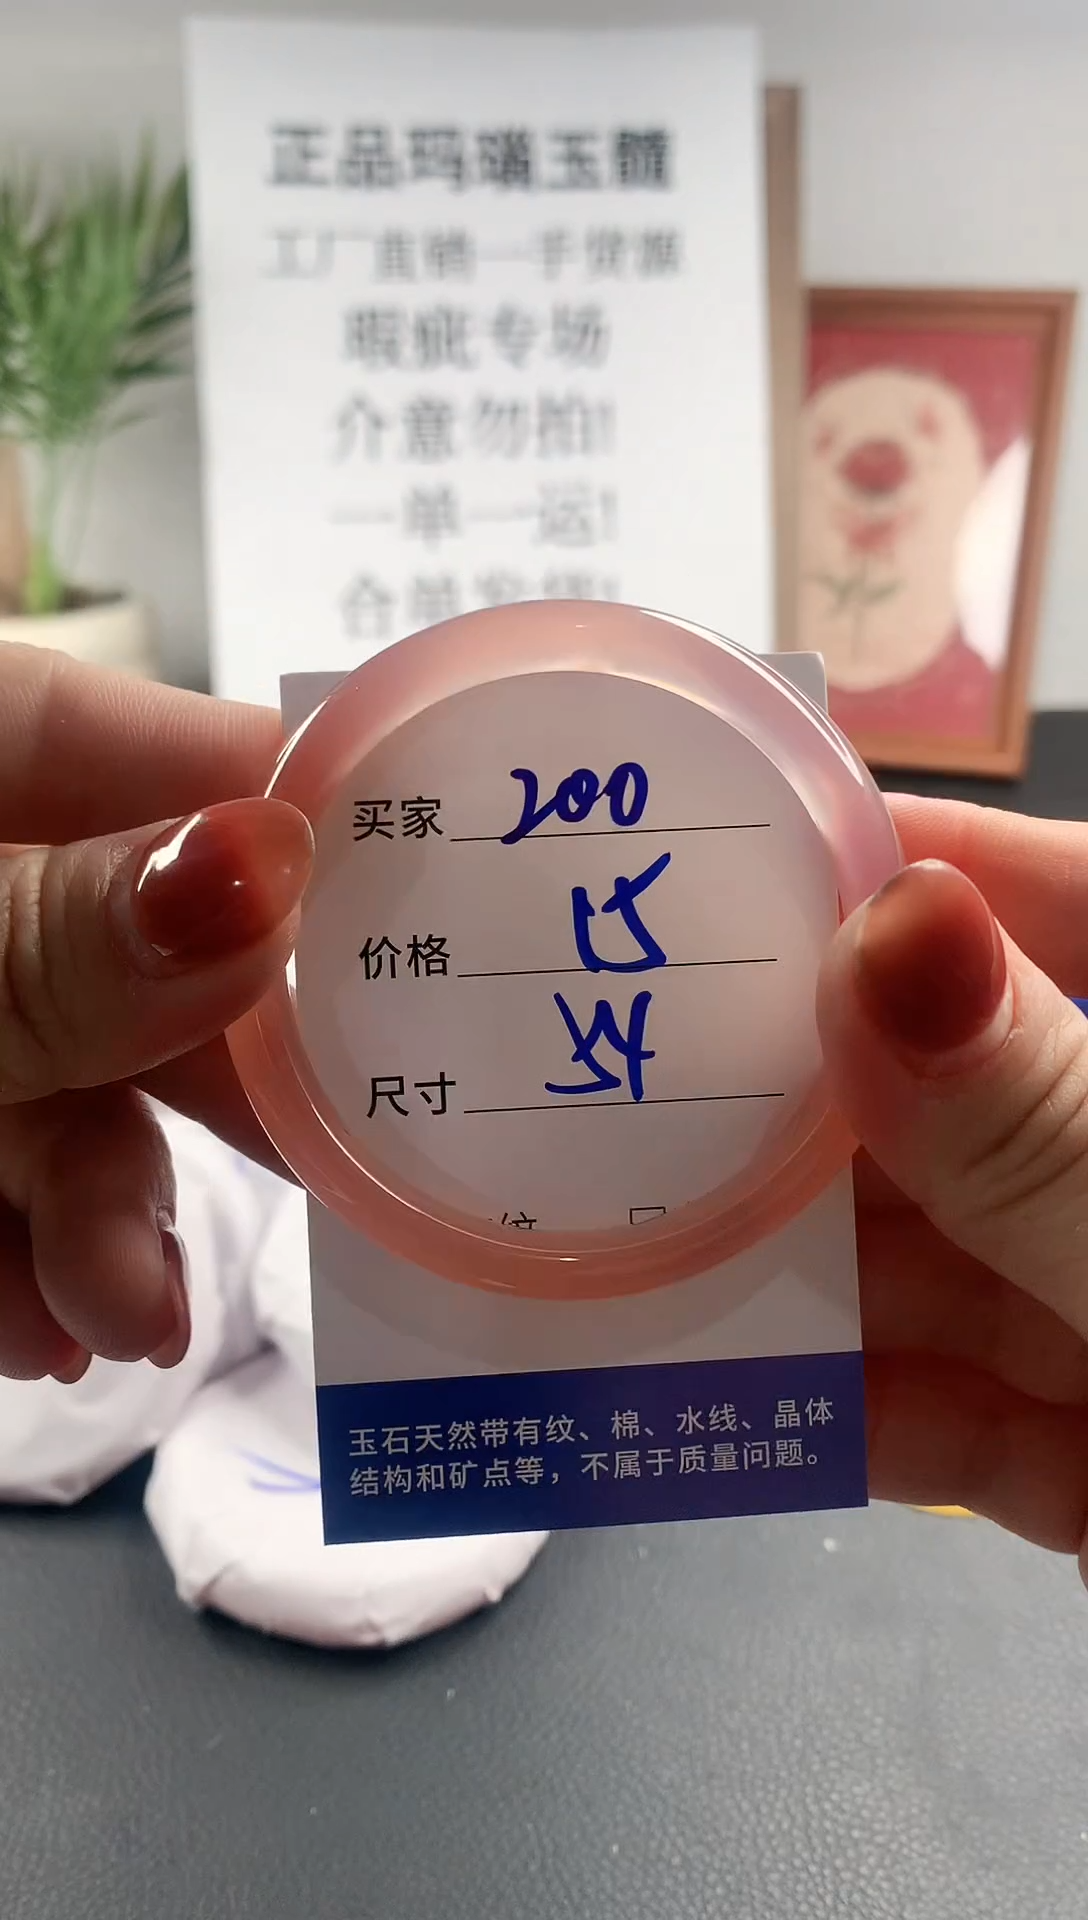 正品玛瑙玉髓
工厂直销一手货源
瑕疵专场
介意勿拍!
一单一运!
买家 200
价格
尺寸 54
玉石天然带有纹、棉、水线、晶体
结构和矿点等，不属于质量问题。